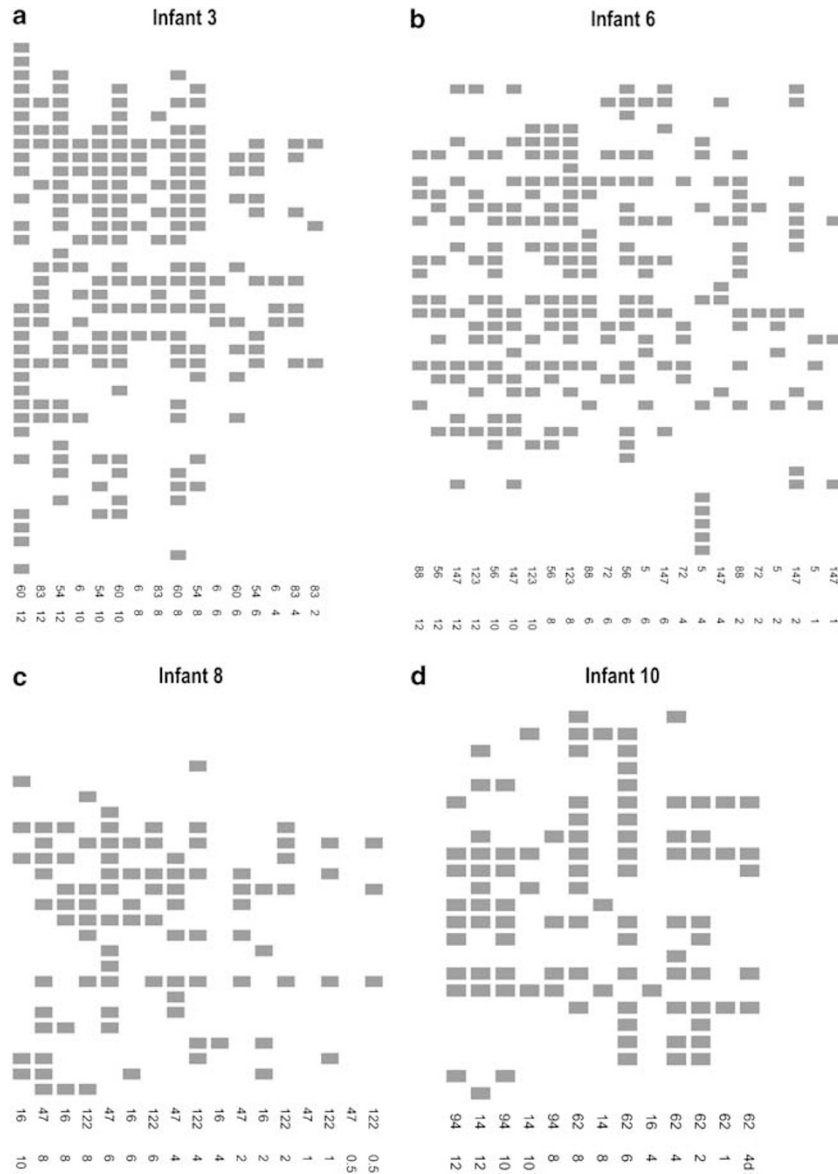 a Infant 3
60 83 54 6 54 60 6 83 60 54 6 60 54 6 83 83
12 12 12 10 10 10 8 8 8 8 6 6 6 4 4 2
b Infant 6
88 56 147 123 56 147 123 56 123 88 72 56 5 147 72 5 147 88 72 5 147 5 147
12 12 12 12 10 10 10 8 8 6 6 6 6 6 4 4 4 2 2 2 2 1 1
c Infant 8
16 47 16 122 47 16 122 47 122 16 47 16 122 47 122 47 122
10 8 8 8 6 6 6 4 4 4 2 2 2 1 1 0.5 0.5
d Infant 10
94 14 94 14 94 62 14 62 16 62 62 62 62
12 12 10 10 8 8 8 6 4 4 2 1 4d